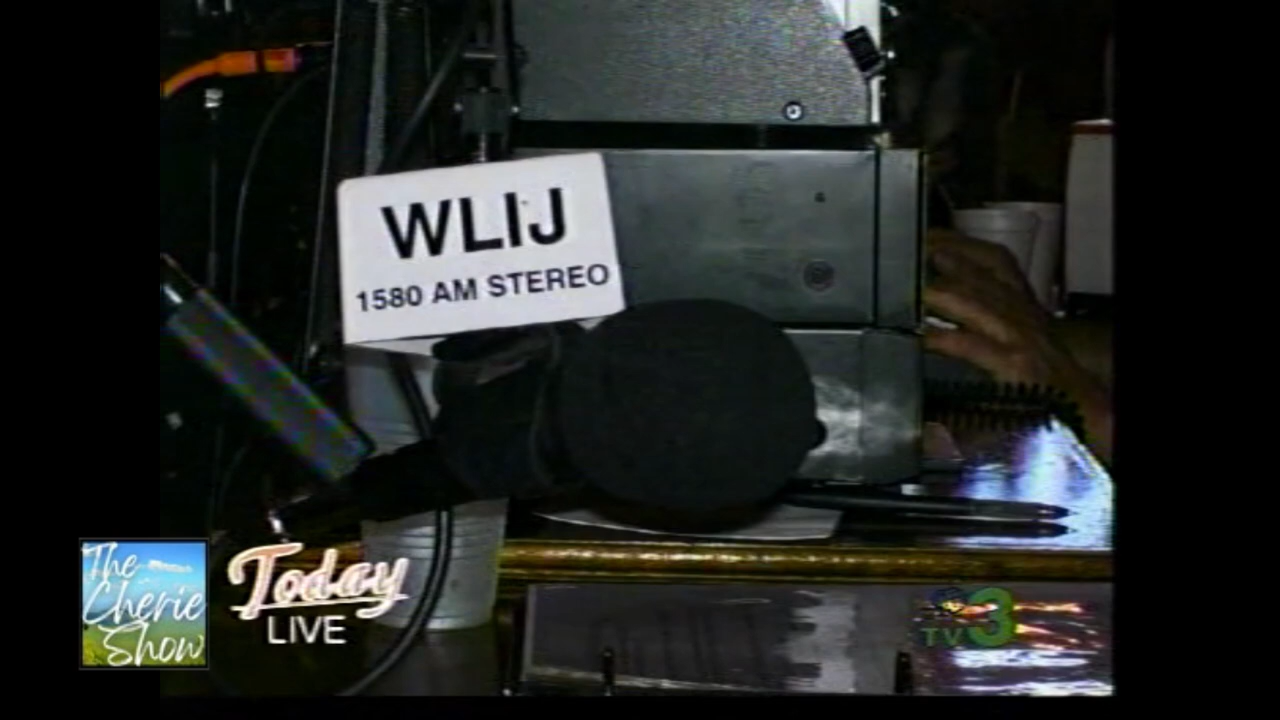 WLIJ
1580 AM STEREO
The
Cherie
Show
Today
LIVE
TV3